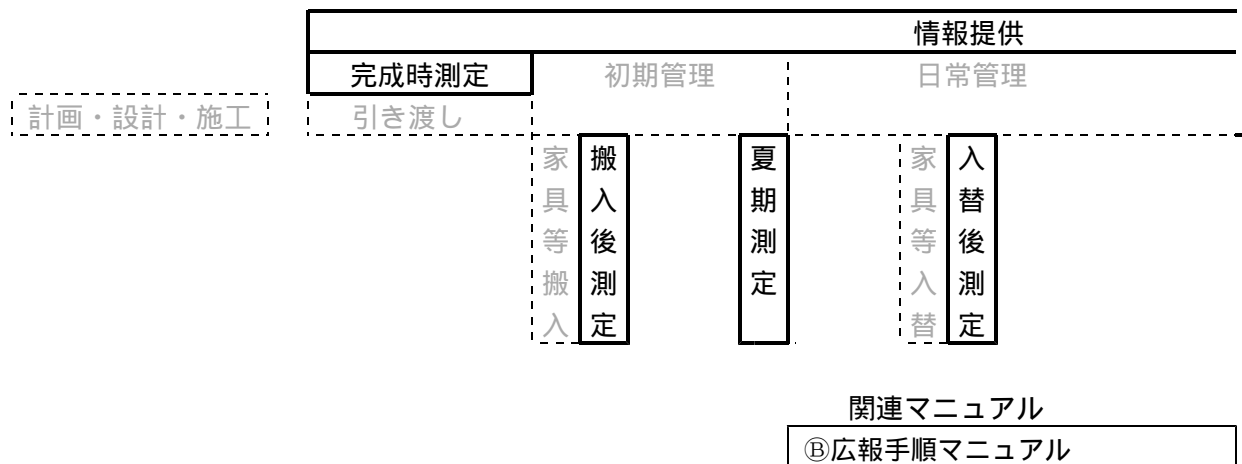 情報提供
完成時測定 初期管理 日常管理
計画・設計・施工 引き渡し
家具等搬入
搬入後測定
夏期測定
家具等入替
入替後測定
関連マニュアル
Ⓑ広報手順マニュアル